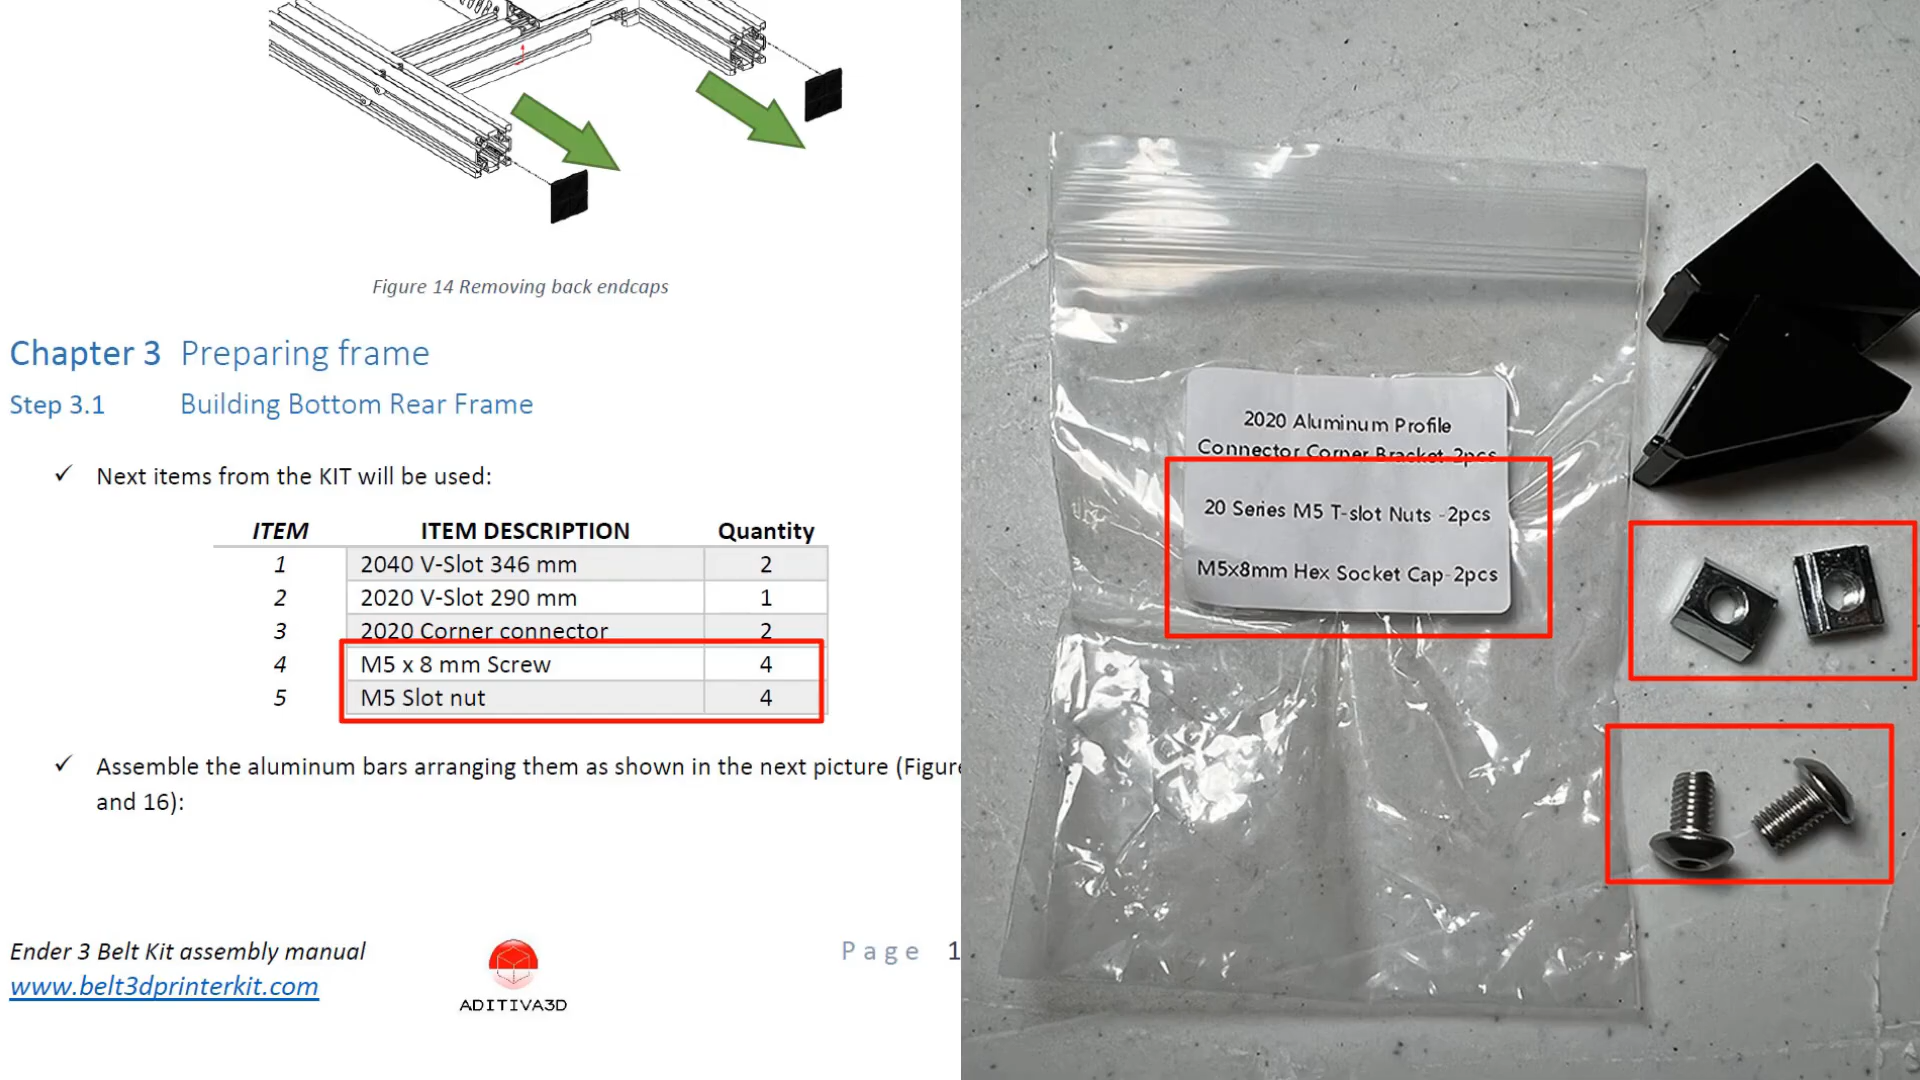 Figure 14 Removing back endcaps
Chapter 3 Preparing frame
Step 3.1 Building Bottom Rear Frame
✓ Next items from the KIT will be used:
ITEM ITEM DESCRIPTION Quantity
1 2040 V-Slot 346 mm 2
2 2020 V-Slot 290 mm 1
3 2020 Corner connector 2
4 M5 x 8 mm Screw 4
5 M5 Slot nut 4
✓ Assemble the aluminum bars arranging them as shown in the next picture (Figure
and 16):
Ender 3 Belt Kit assembly manual
www.belt3dprinterkit.com
ADITIVA3D
Page 1
2020 Aluminum Profile
Connector Corner Bracket-2pcs
20 Series M5 T-slot Nuts -2pcs
M5x8mm Hex Socket Cap-2pcs